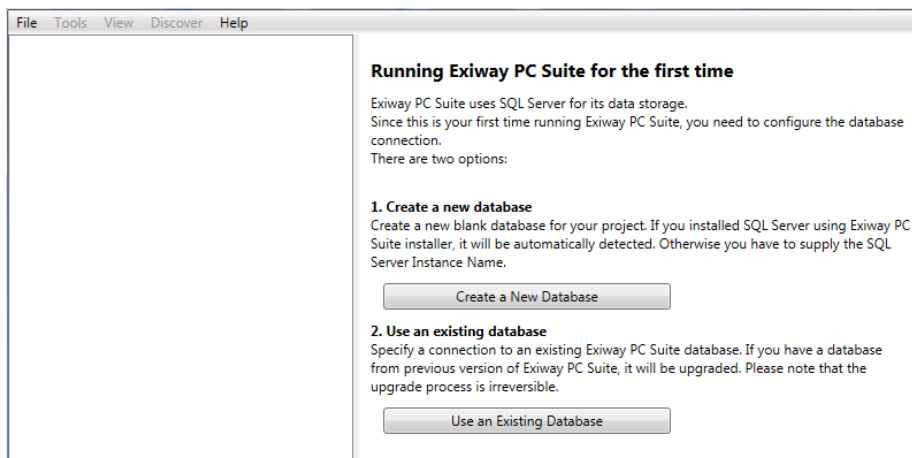 File Tools View Discover Help
Running Exiway PC Suite for the first time
Exiway PC Suite uses SQL Server for its data storage.
Since this is your first time running Exiway PC Suite, you need to configure the database
connection.
There are two options:
1. Create a new database
Create a new blank database for your project. If you installed SQL Server using Exiway PC
Suite installer, it will be automatically detected. Otherwise you have to supply the SQL
Server Instance Name.
Create a New Database
2. Use an existing database
Specify a connection to an existing Exiway PC Suite database. If you have a database
from previous version of Exiway PC Suite, it will be upgraded. Please note that the
upgrade process is irreversible.
Use an Existing Database